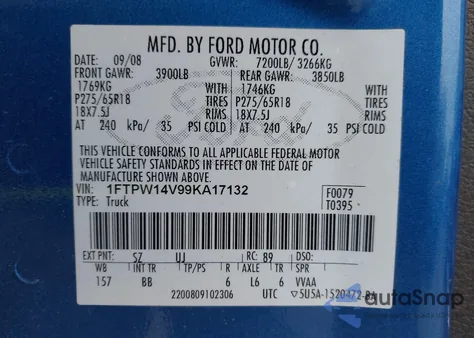 MFD. BY FORD MOTOR CO.
DATE: 09/08 GVWR: 7200LB/ 3266KG
FRONT GAWR: 3900LB REAR GAWR: 3850LB
1769KG WITH 1746KG WITH
P275/65R18 TIRES P275/65R18 TIRES
18X7.5J RIMS 18X7.5J RIMS
AT 240 kPa/ 35 PSI COLD AT 240 kPa/ 35 PSI COLD
THIS VEHICLE CONFORMS TO ALL APPLICABLE FEDERAL MOTOR
VEHICLE SAFETY STANDARDS IN EFFECT ON THE DATE OF
MANUFACTURE SHOWN ABOVE.
VIN: 1FTPW14V99KA17132 F0079
TYPE: Truck T0395
EXT PNT: SZ UJ RC: 89 DSO:
WB INT TR TP/PS R AXLE TR SPR
157 BB 6 L6 6 VVAA
2200809102306 UTC ▽5U5A-1520472-BA
autoSnap